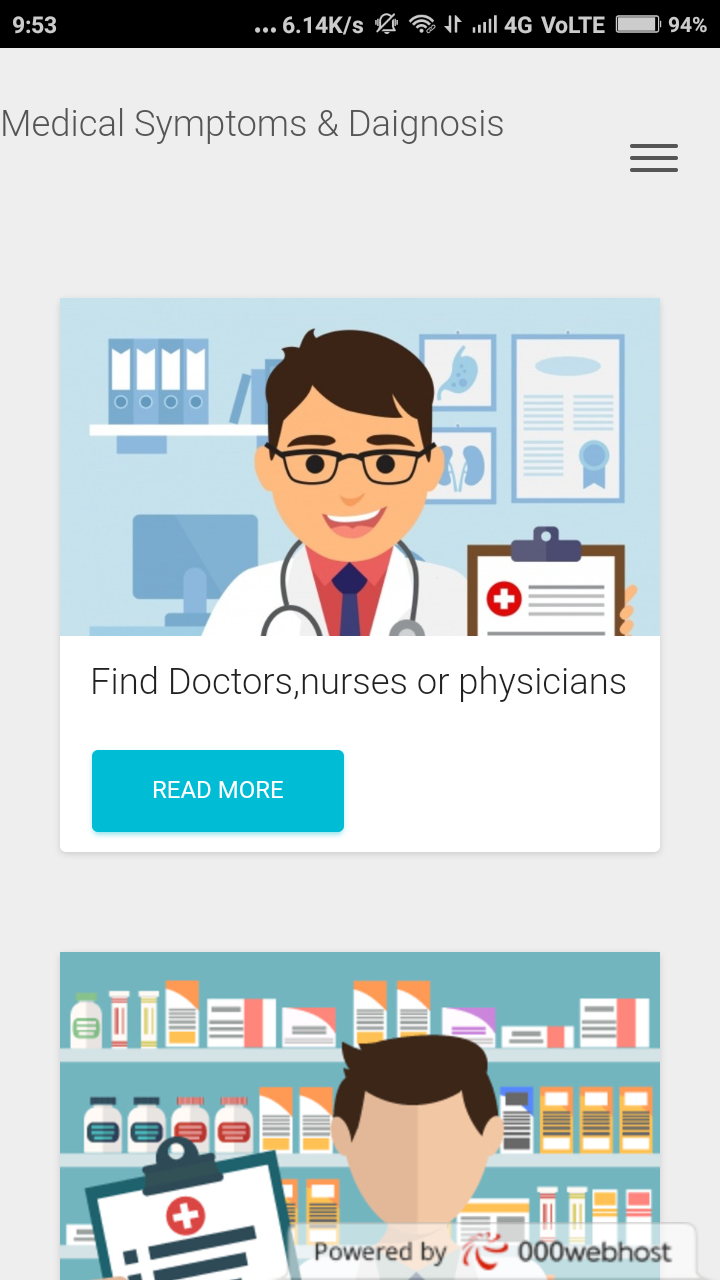 9:53 ... 6.14K/s 4G VoLTE 94%
Medical Symptoms & Daignosis
Find Doctors,nurses or physicians
READ MORE
Powered by 000webhost